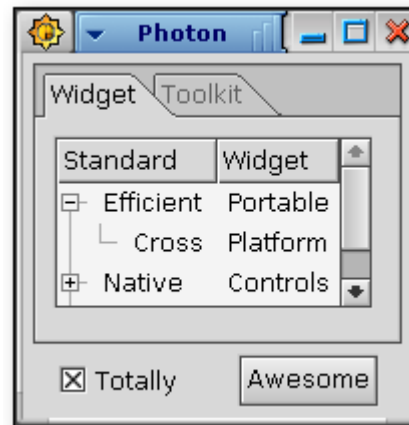 Photon
Widget Toolkit
Standard Widget
Efficient Portable
Cross Platform
Native Controls
Totally Awesome